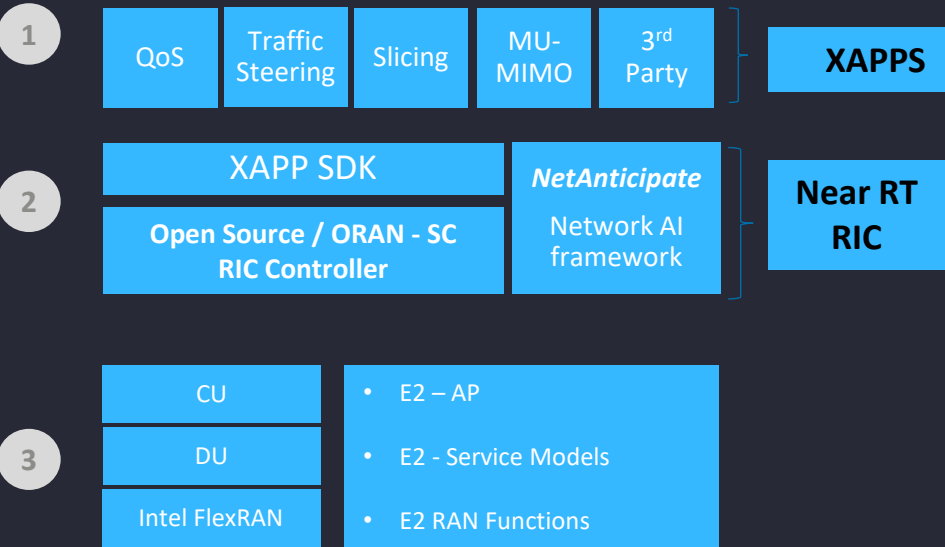 1
QoS
Traffic
Steering
Slicing
MU-
MIMO
3rd
Party
XAPPS
2
XAPP SDK
Open Source / ORAN - SC
RIC Controller
NetAnticipate
Network AI
framework
Near RT
RIC
3
CU
DU
Intel FlexRAN
• E2 – AP
• E2 - Service Models
• E2 RAN Functions